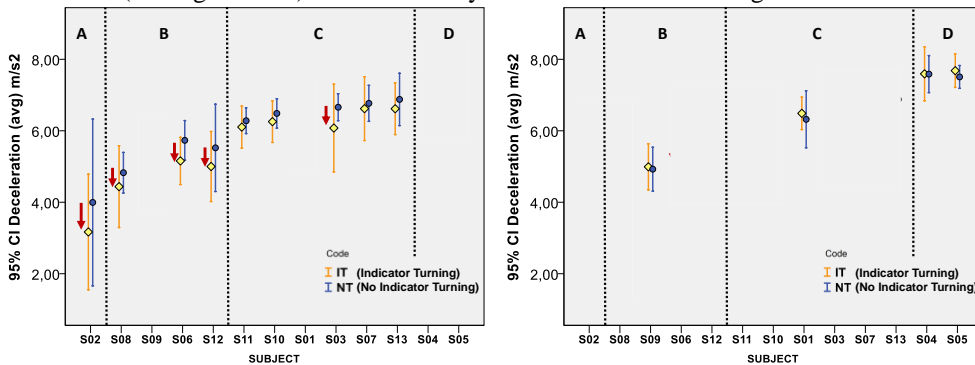 A B C D
95% CI Deceleration (avg) m/s2
8,00
6,00
4,00
2,00
Code
IT (Indicator Turning)
NT (No Indicator Turning)
S02 S08 S09 S06 S12 S11 S10 S01 S03 S07 S13 S04 S05
SUBJECT
A B C D
95% CI Deceleration (avg) m/s2
8,00
6,00
4,00
2,00
Code
IT (Indicator Turning)
NT (No Indicator Turning)
S02 S08 S09 S06 S12 S11 S10 S01 S03 S07 S13 S04 S05
SUBJECT